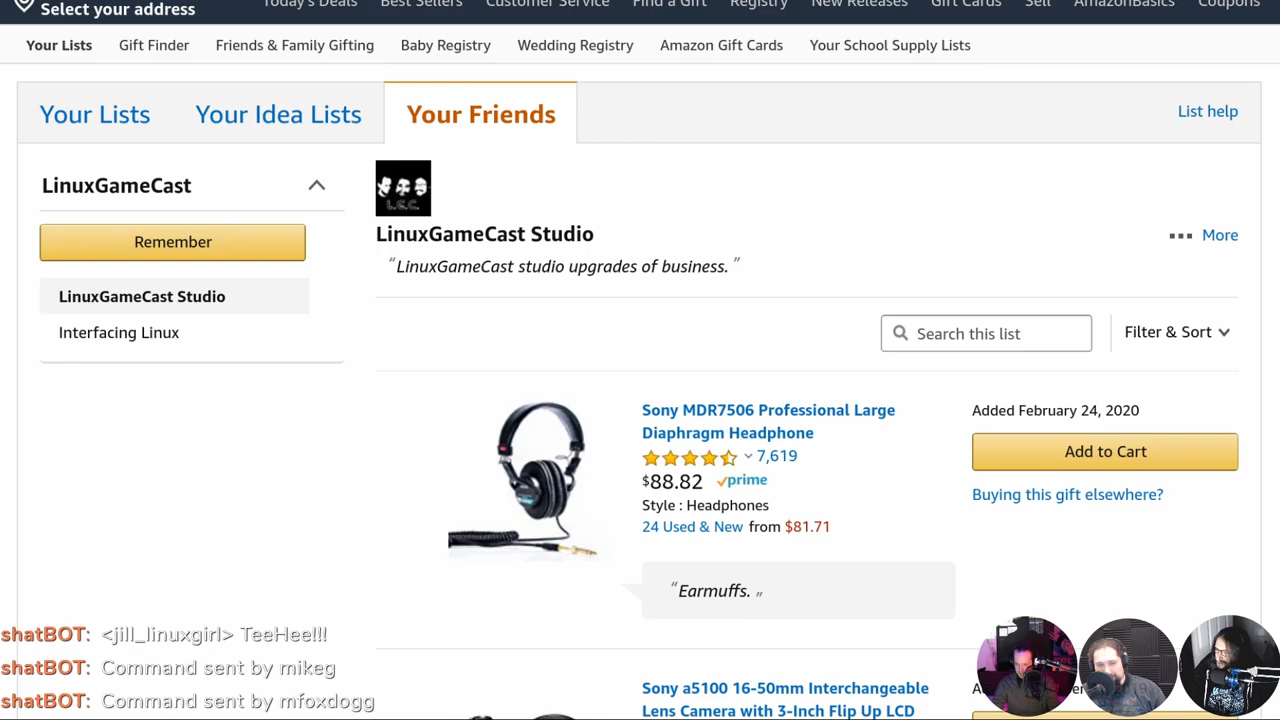 Select your address
Today's Deals Best Sellers Customer Service Find a Gift Registry New Releases Gift Cards Sell AmazonBasics Coupons
Your Lists Gift Finder Friends & Family Gifting Baby Registry Wedding Registry Amazon Gift Cards Your School Supply Lists
Your Lists Your Idea Lists Your Friends List help
LinuxGameCast
Remember
LinuxGameCast Studio
Interfacing Linux
L.G.C.
LinuxGameCast Studio
More
“LinuxGameCast studio upgrades of business. ”
Search this list
Filter & Sort
Sony MDR7506 Professional Large
Diaphragm Headphone
7,619
$88.82 prime
Style : Headphones
24 Used & New from $81.71
Added February 24, 2020
Add to Cart
Buying this gift elsewhere?
“Earmuffs. „
shatBOT: <jill_linuxgirl> TeeHee!!!
shatBOT: Command sent by mikeg
shatBOT: Command sent by mfoxdogg
Sony a5100 16-50mm Interchangeable
Lens Camera with 3-Inch Flip Up LCD